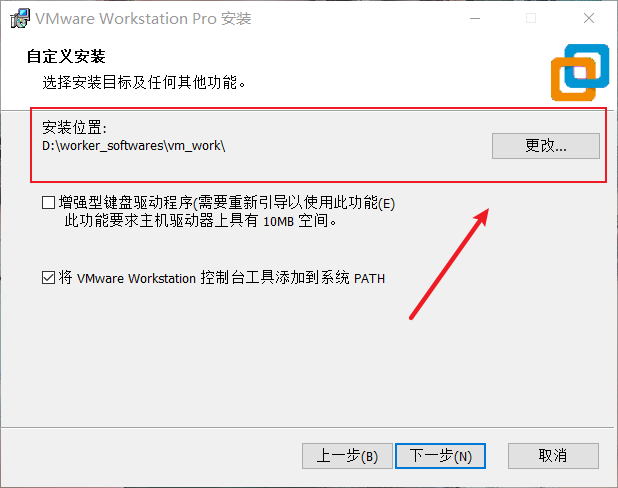 VMware Workstation Pro 安装
自定义安装
选择安装目标及任何其他功能。
安装位置:
D:\worker_softwares\vm_work\
更改...
增强型键盘驱动程序(需要重新引导以使用此功能(E)
此功能要求主机驱动器上具有 10MB 空间。
将 VMware Workstation 控制台工具添加到系统 PATH
上一步(B)
下一步(N)
取消